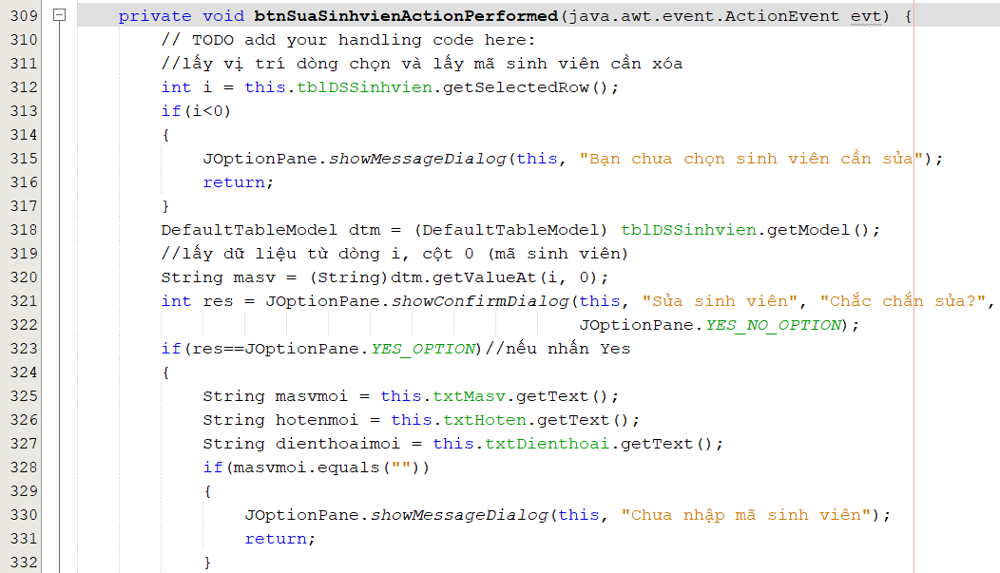 309 private void btnSuaSinhvienActionPerformed(java.awt.event.ActionEvent evt) {
310 // TODO add your handling code here:
311 //lấy vị trí dòng chọn và lấy mã sinh viên cần xóa
312 int i = this.tblDSSinhvien.getSelectedRow();
313 if(i<0)
314 {
315 JOptionPane.showMessageDialog(this, "Bạn chưa chọn sinh viên cần sửa");
316 return;
317 }
318 DefaultTableModel dtm = (DefaultTableModel) tblDSSinhvien.getModel();
319 //lấy dữ liệu từ dòng i, cột 0 (mã sinh viên)
320 String masv = (String)dtm.getValueAt(i, 0);
321 int res = JOptionPane.showConfirmDialog(this, "Sửa sinh viên", "Chắc chắn sửa?",
322 JOptionPane.YES_NO_OPTION);
323 if(res==JOptionPane.YES_OPTION)//nếu nhấn Yes
324 {
325 String masvmoi = this.txtMasv.getText();
326 String hotenmoi = this.txtHoten.getText();
327 String dienthoaimoi = this.txtDienthoai.getText();
328 if(masvmoi.equals(""))
329 {
330 JOptionPane.showMessageDialog(this, "Chưa nhập mã sinh viên");
331 return;
332 }